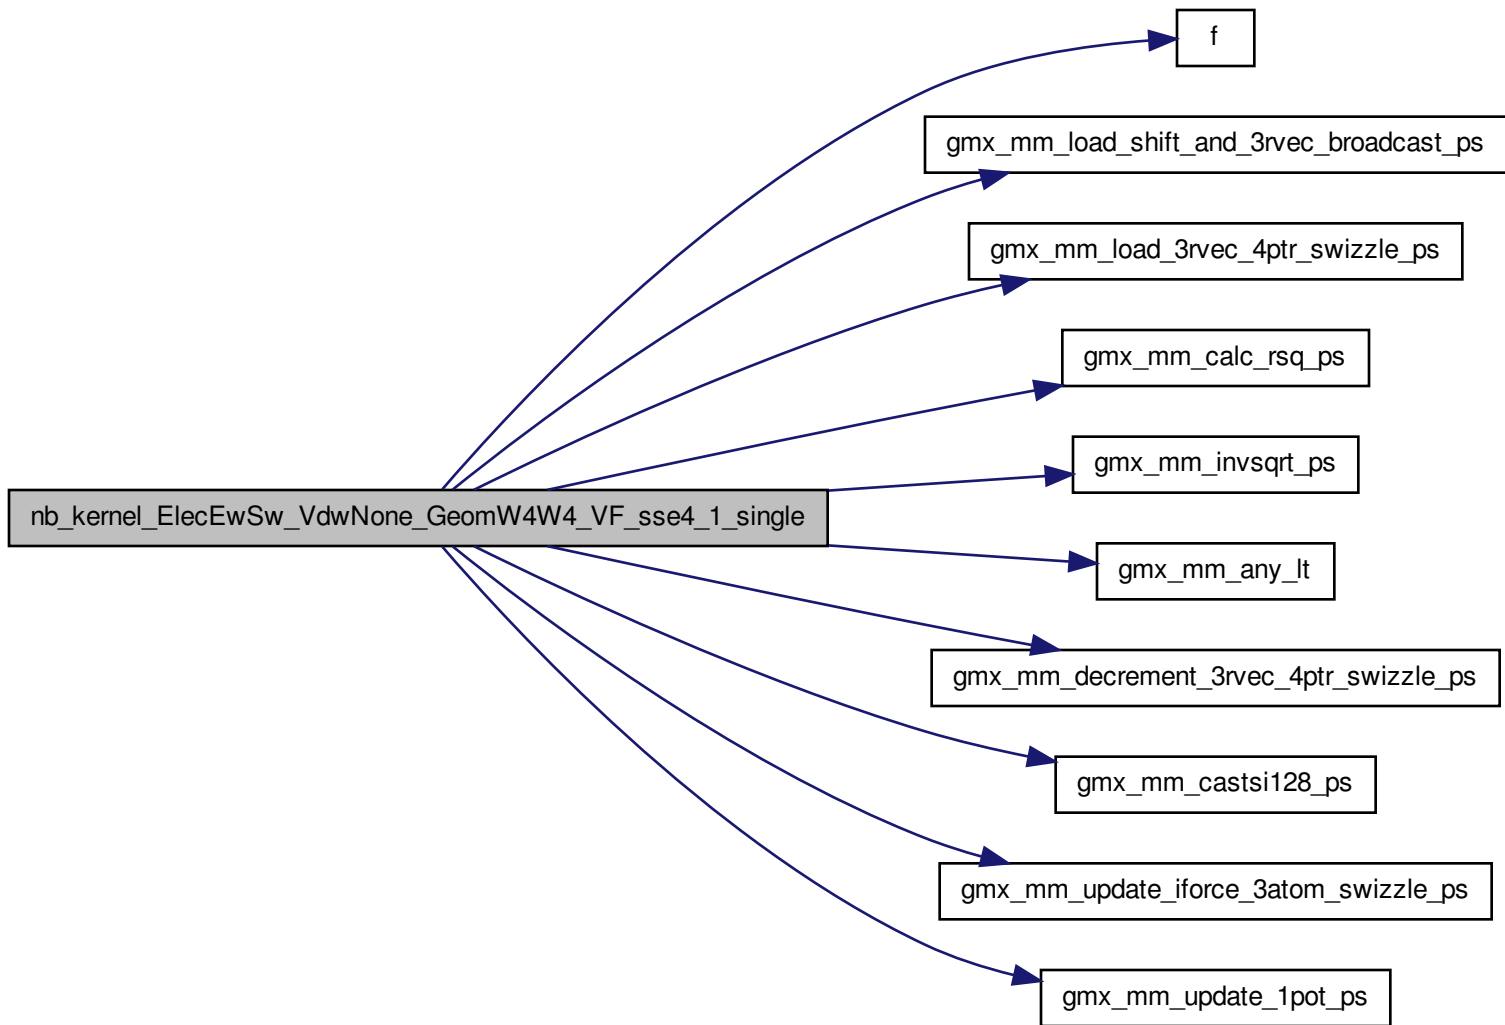 f
gmx_mm_load_shift_and_3rvec_broadcast_ps
gmx_mm_load_3rvec_4ptr_swizzle_ps
gmx_mm_calc_rsq_ps
gmx_mm_invsqrt_ps
nb_kernel_ElecEwSw_VdwNone_GeomW4W4_VF_sse4_1_single
gmx_mm_any_lt
gmx_mm_decrement_3rvec_4ptr_swizzle_ps
gmx_mm_castsi128_ps
gmx_mm_update_iforce_3atom_swizzle_ps
gmx_mm_update_1pot_ps